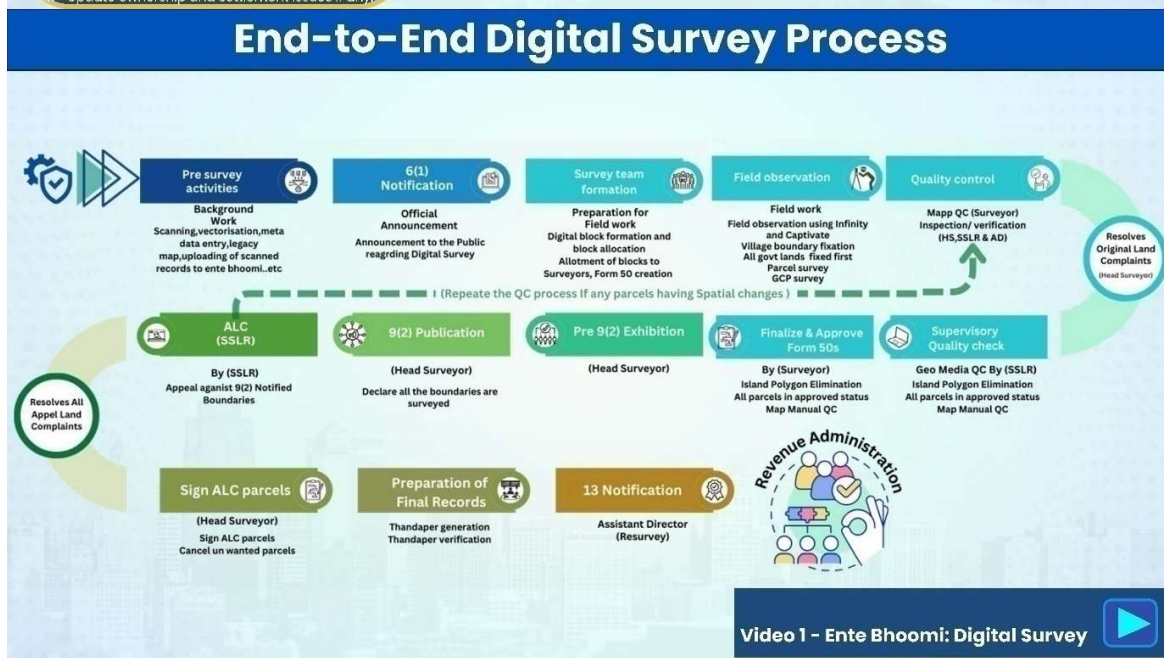 Update ownership and settlement issues if any.
End-to-End Digital Survey Process
Pre survey
activities
Background
Work
Scanning,vectorisation,meta
data entry,legacy
map,uploading of scanned
records to ente bhoomi..etc
6(1)
Notification
Official
Announcement
Announcement to the Public
reagrding Digital Survey
Survey team
formation
Preparation for
Field work
Digital block formation and
block allocation
Allotment of blocks to
Surveyors, Form 50 creation
Field observation
Field work
Field observation using Infinity
and Captivate
Village boundary fixation
All govt lands fixed first
Parcel survey
GCP survey
Quality control
Mapp QC (Surveyor)
Inspection/ verification
(HS,SSLR & AD)
Resolves
Original Land
Complaints
(Head Surveyor)
(Repeate the QC process If any parcels having Spatial changes )
ALC
(SSLR)
By (SSLR)
Appeal aganist 9(2) Notified
Boundaries
9(2) Publication
(Head Surveyor)
Declare all the boundaries are
surveyed
Pre 9(2) Exhibition
(Head Surveyor)
Finalize & Approve
Form 50s
By (Surveyor)
Island Polygon Elimination
All parcels in approved status
Map Manual QC
Supervisory
Quality check
Geo Media QC By (SSLR)
Island Polygon Elimination
All parcels in approved status
Map Manual QC
Resolves All
Appel Land
Complaints
Sign ALC parcels
(Head Surveyor)
Sign ALC parcels
Cancel un wanted parcels
Preparation of
Final Records
Thandaper generation
Thandaper verification
13 Notification
Assistant Director
(Resurvey)
Revenue Administration
Video 1 - Ente Bhoomi: Digital Survey